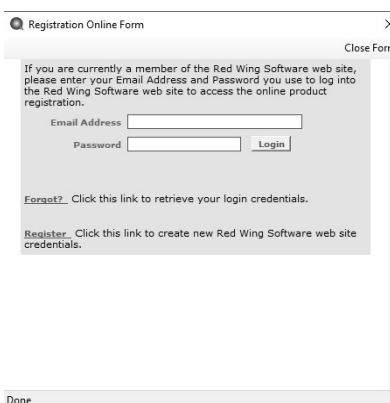 Registration Online Form
Close Form
If you are currently a member of the Red Wing Software web site,
please enter your Email Address and Password you use to log into
the Red Wing Software web site to access the online product
registration.
Email Address
Password
Login
Forgot? Click this link to retrieve your login credentials.
Register Click this link to create new Red Wing Software web site
credentials.
Done